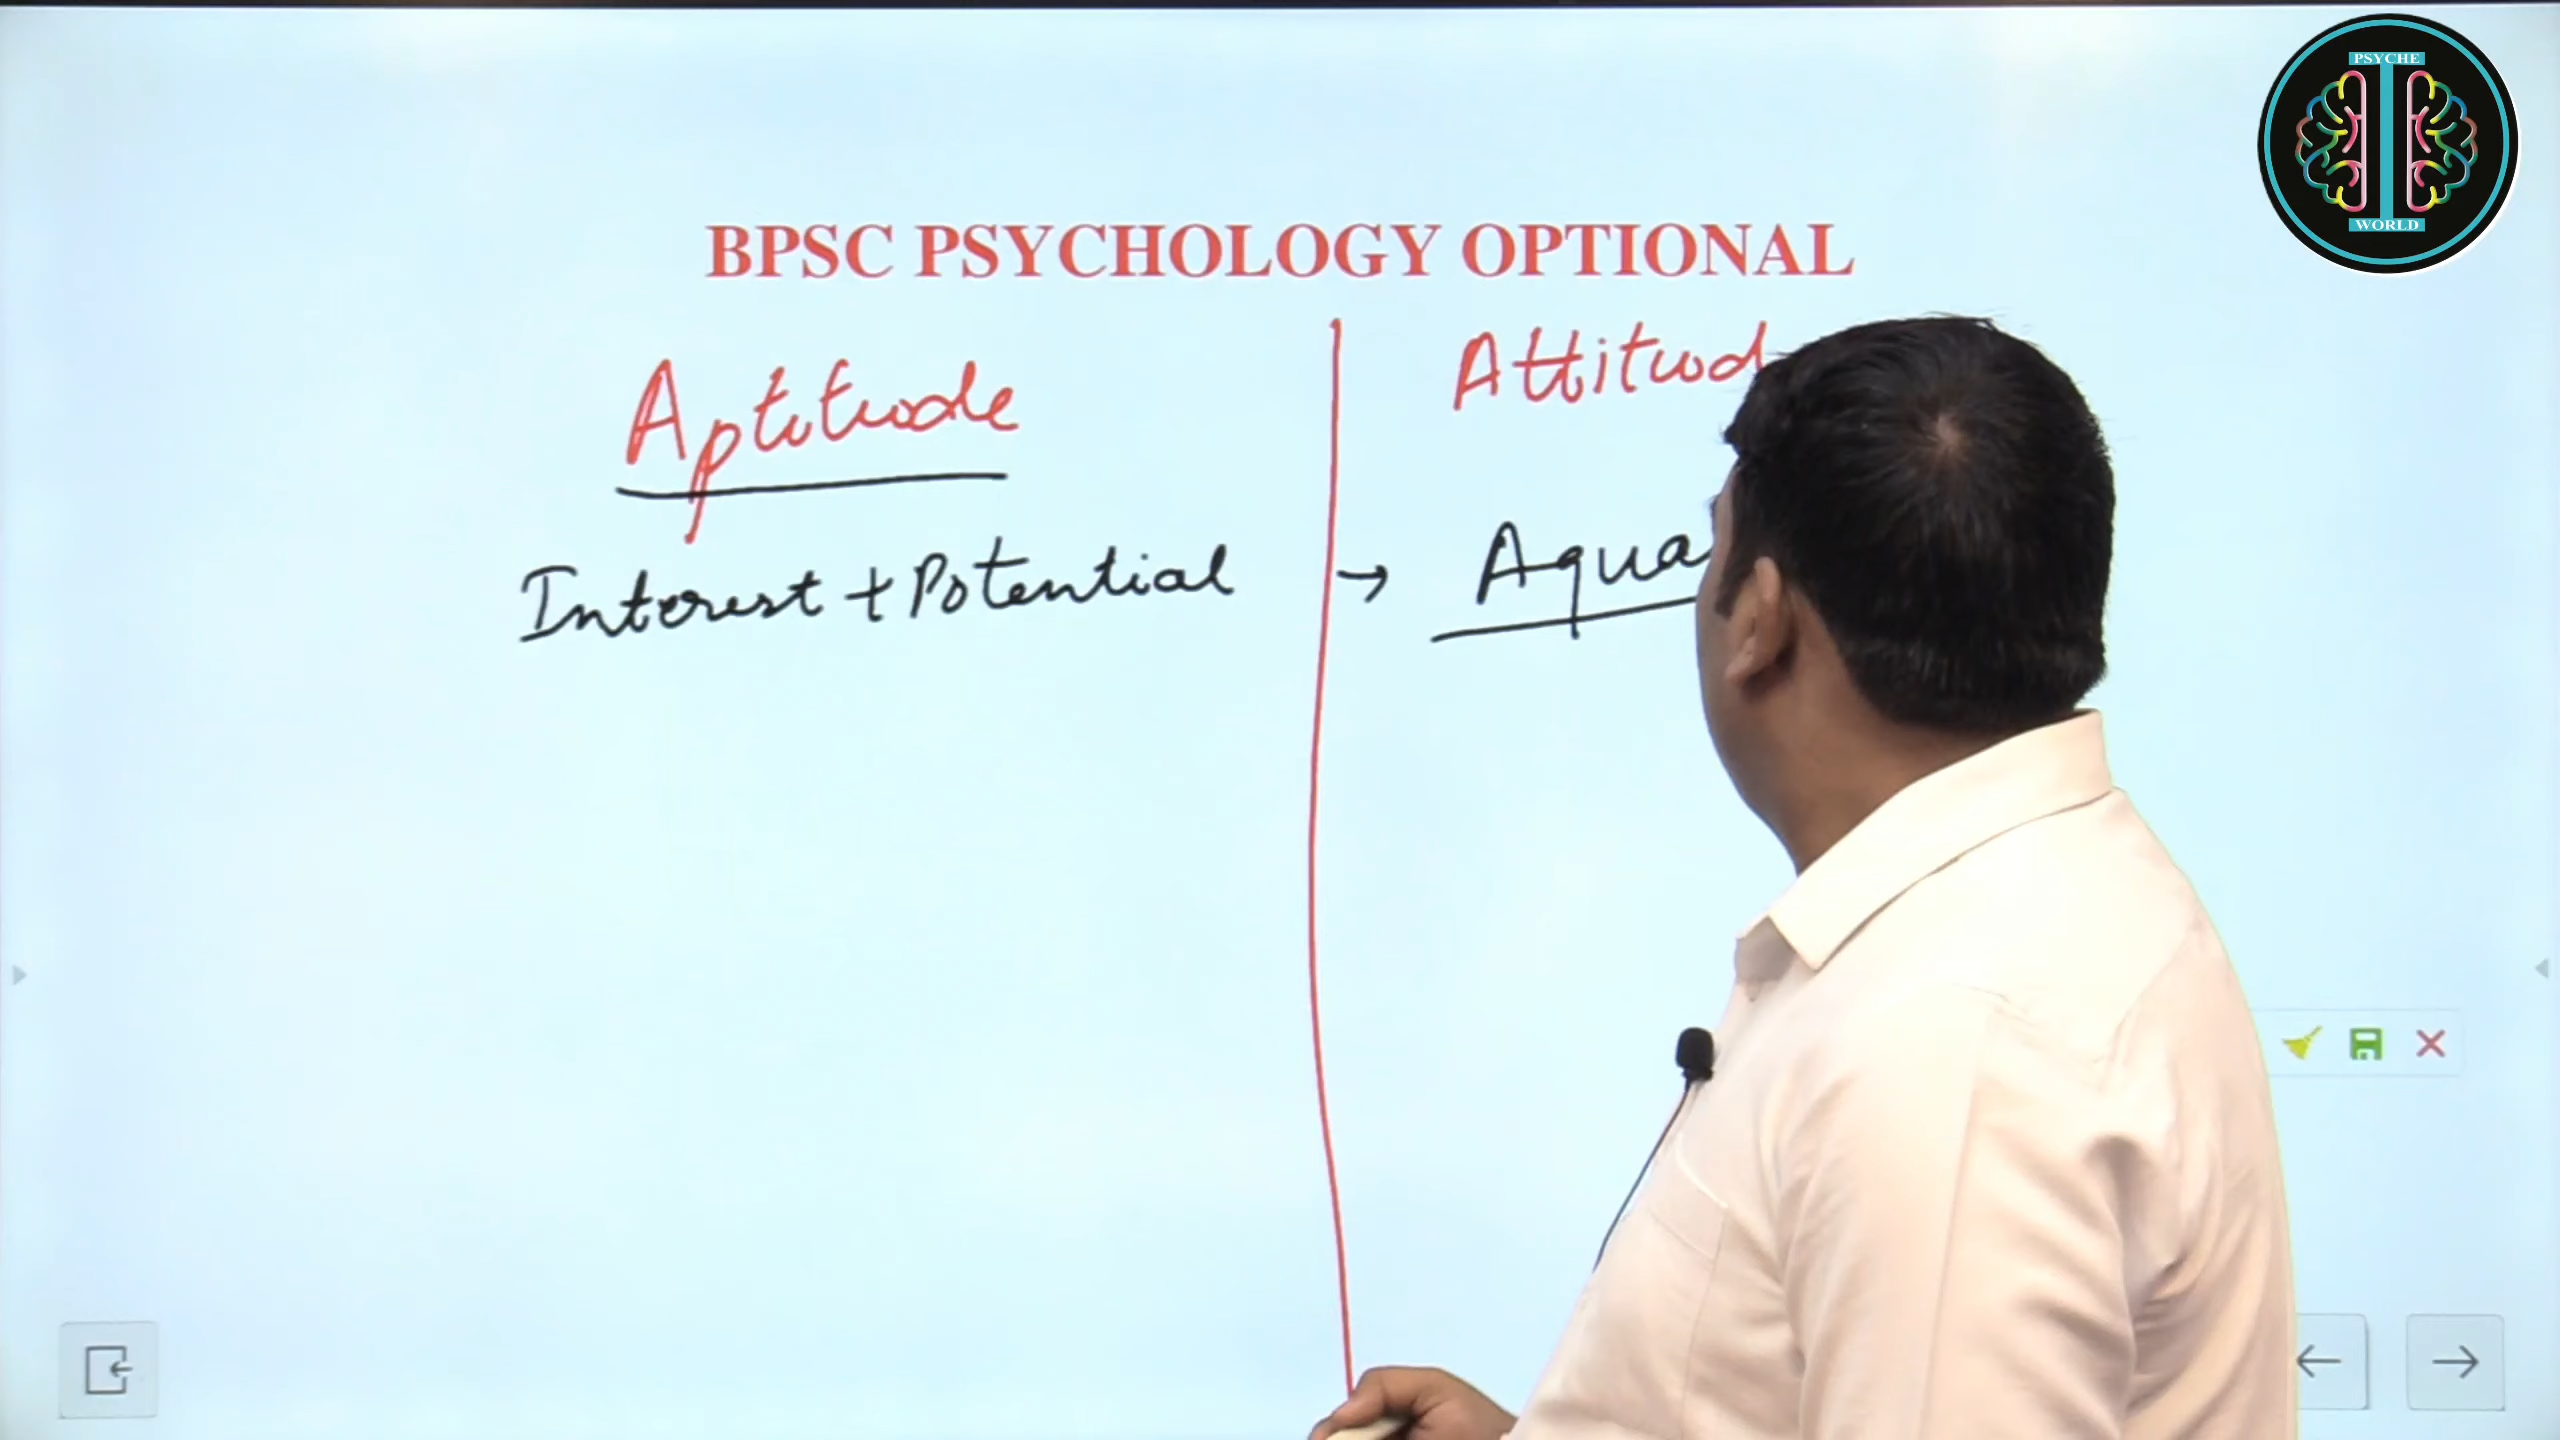 PSYCHE
WORLD
BPSC PSYCHOLOGY OPTIONAL
Aptitude
Interest + Potential
Attitud
→ Aqua